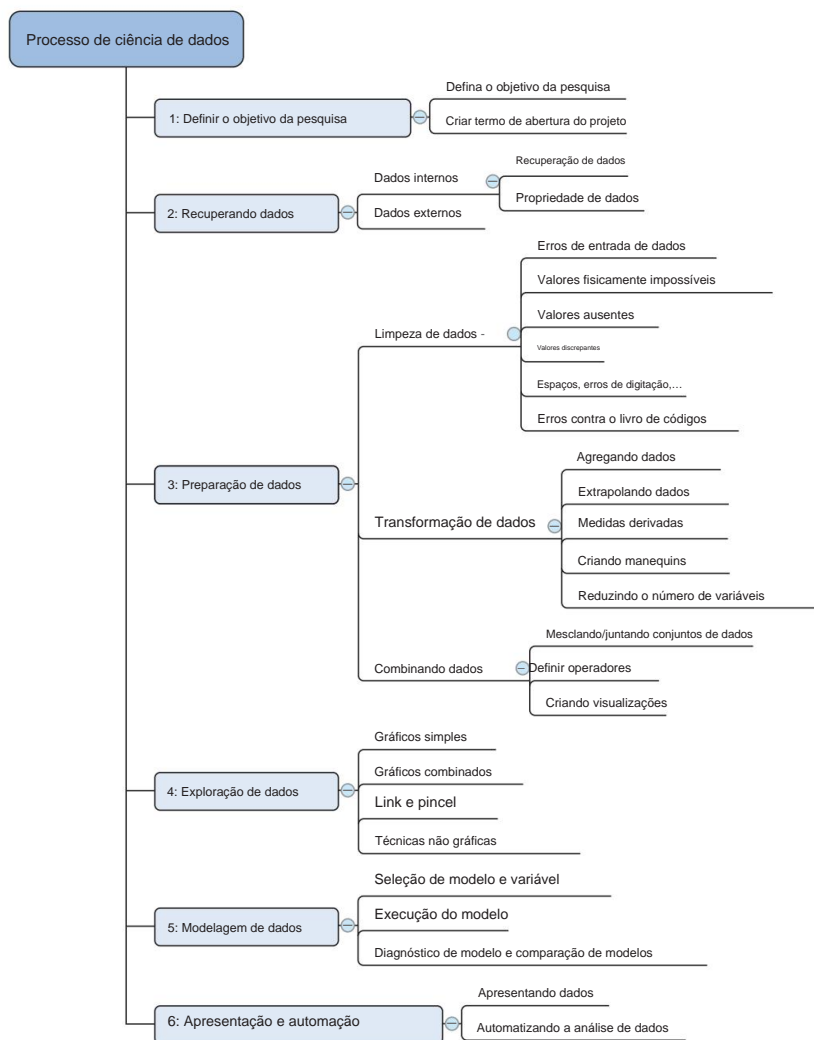 Processo de ciência de dados
1: Definir o objetivo da pesquisa
Defina o objetivo da pesquisa
Criar termo de abertura do projeto
2: Recuperando dados
Dados internos
Recuperação de dados
Propriedade de dados
Dados externos
3: Preparação de dados
Limpeza de dados -
Erros de entrada de dados
Valores fisicamente impossíveis
Valores ausentes
Valores discrepantes
Espaços, erros de digitação,…
Erros contra o livro de códigos
Transformação de dados
Agregando dados
Extrapolando dados
Medidas derivadas
Criando manequins
Reduzindo o número de variáveis
Combinando dados
Mesclando/juntando conjuntos de dados
Definir operadores
Criando visualizações
4: Exploração de dados
Gráficos simples
Gráficos combinados
Link e pincel
Técnicas não gráficas
5: Modelagem de dados
Seleção de modelo e variável
Execução do modelo
Diagnóstico de modelo e comparação de modelos
6: Apresentação e automação
Apresentando dados
Automatizando a análise de dados